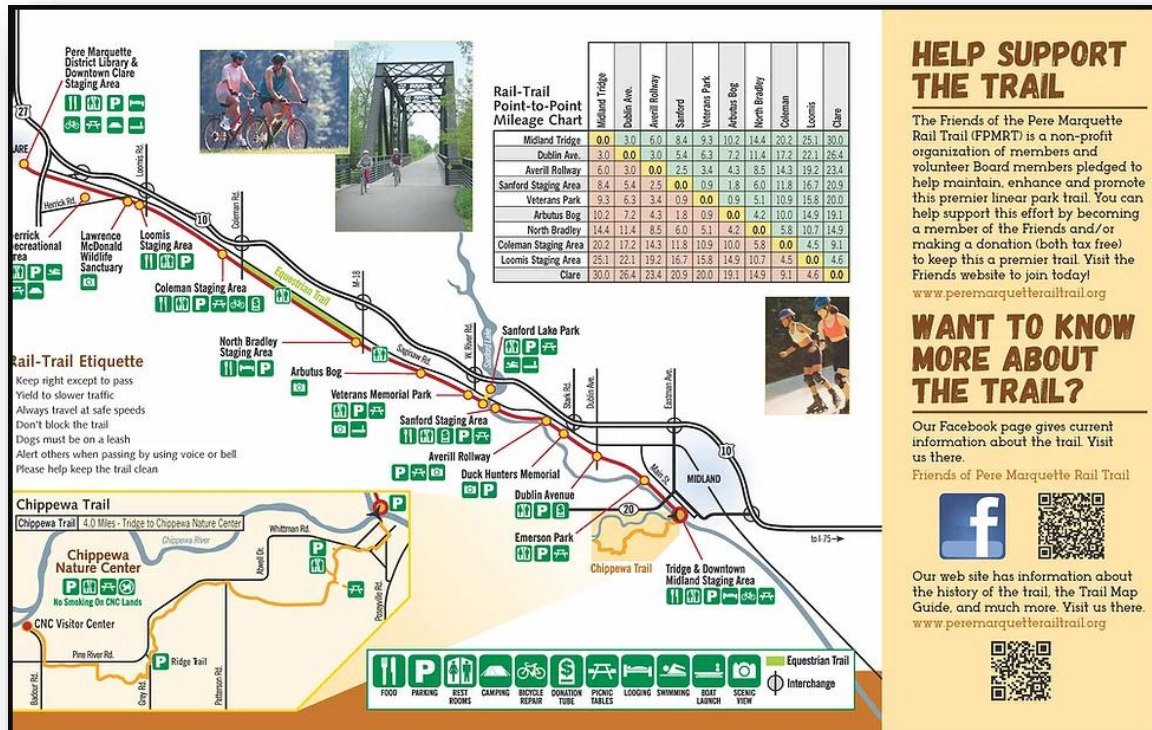 Pere Marquette
District Library &
Downtown Clare
Staging Area
27
Herrick Rd.
Lawrence
McDonald
Wildlife
Sanctuary
Loomis
Staging Area
Loomis Rd.
10
Coleman Rd.
Coleman Staging Area
Equestrian Trail
M-18
North Bradley
Staging Area
Saginaw Rd.
Arbutus Bog
Veterans Memorial Park
W. River Rd.
Sanford Lake
Sanford Lake Park
Sanford Staging Area
Averill Rollway
Duck Hunters Memorial
Stark Rd.
Dublin Ave.
Dublin Avenue
Eastman Ave.
Emerson Park
Main St.
20
MIDLAND
10
to I-75
Chippewa Trail
Tridge & Downtown
Midland Staging Area
Rail-Trail
Point-to-Point
Mileage Chart
Midland Tridge Dublin Ave. Averill Rollway Sanford Veterans Park Arbutus Bog North Bradley Coleman Loomis Clare
Midland Tridge 0.0 3.0 6.0 8.4 9.3 10.2 14.4 20.2 25.1 30.0
Dublin Ave. 3.0 0.0 3.0 5.4 6.3 7.2 11.4 17.2 22.1 26.4
Averill Rollway 6.0 3.0 0.0 2.5 3.4 4.3 8.5 14.3 19.2 23.4
Sanford Staging Area 8.4 5.4 2.5 0.0 0.9 1.8 6.0 11.8 16.7 20.9
Veterans Park 9.3 6.3 3.4 0.9 0.0 0.9 5.1 10.9 15.8 20.0
Arbutus Bog 10.2 7.2 4.3 1.8 0.9 0.0 4.2 10.0 14.9 19.1
North Bradley 14.4 11.4 8.5 6.0 5.1 4.2 0.0 5.8 10.7 14.9
Coleman Staging Area 20.2 17.2 14.3 11.8 10.9 10.0 5.8 0.0 4.5 9.1
Loomis Staging Area 25.1 22.1 19.2 16.7 15.8 14.9 10.7 4.5 0.0 4.6
Clare 30.0 26.4 23.4 20.9 20.0 19.1 14.9 9.1 4.6 0.0
Rail-Trail Etiquette
Keep right except to pass
Yield to slower traffic
Always travel at safe speeds
Don't block the trail
Dogs must be on a leash
Alert others when passing by using voice or bell
Please help keep the trail clean
Chippewa Trail
Chippewa Trail 4.0 Miles - Tridge to Chippewa Nature Center
Chippewa River
Whittman Rd.
Atwell Dr.
Poseyville Rd.
Chippewa
Nature Center
No Smoking On CNC Lands
CNC Visitor Center
Pine River Rd.
Ridge Trail
Badour Rd.
Grey Rd.
Patterson Rd.
FOOD
PARKING
REST
ROOMS
CAMPING
BICYCLE
REPAIR
DONATION
TUBE
PICNIC
TABLES
LODGING
SWIMMING
BOAT
LAUNCH
SCENIC
VIEW
Equestrian Trail
Interchange
HELP SUPPORT
THE TRAIL
The Friends of the Pere Marquette
Rail Trail (FPMRT) is a non-profit
organization of members and
volunteer Board members pledged to
help maintain, enhance and promote
this premier linear park trail. You can
help support this effort by becoming
a member of the Friends and/or
making a donation (both tax free)
to keep this a premier trail. Visit the
Friends website to join today!
www.peremarquetterailtrail.org
WANT TO KNOW
MORE ABOUT
THE TRAIL?
Our Facebook page gives current
information about the trail. Visit
us there.
Friends of Pere Marquette Rail Trail
f
Our web site has information about
the history of the trail, the Trail Map
Guide, and much more. Visit us there.
www.peremarquetterailtrail.org